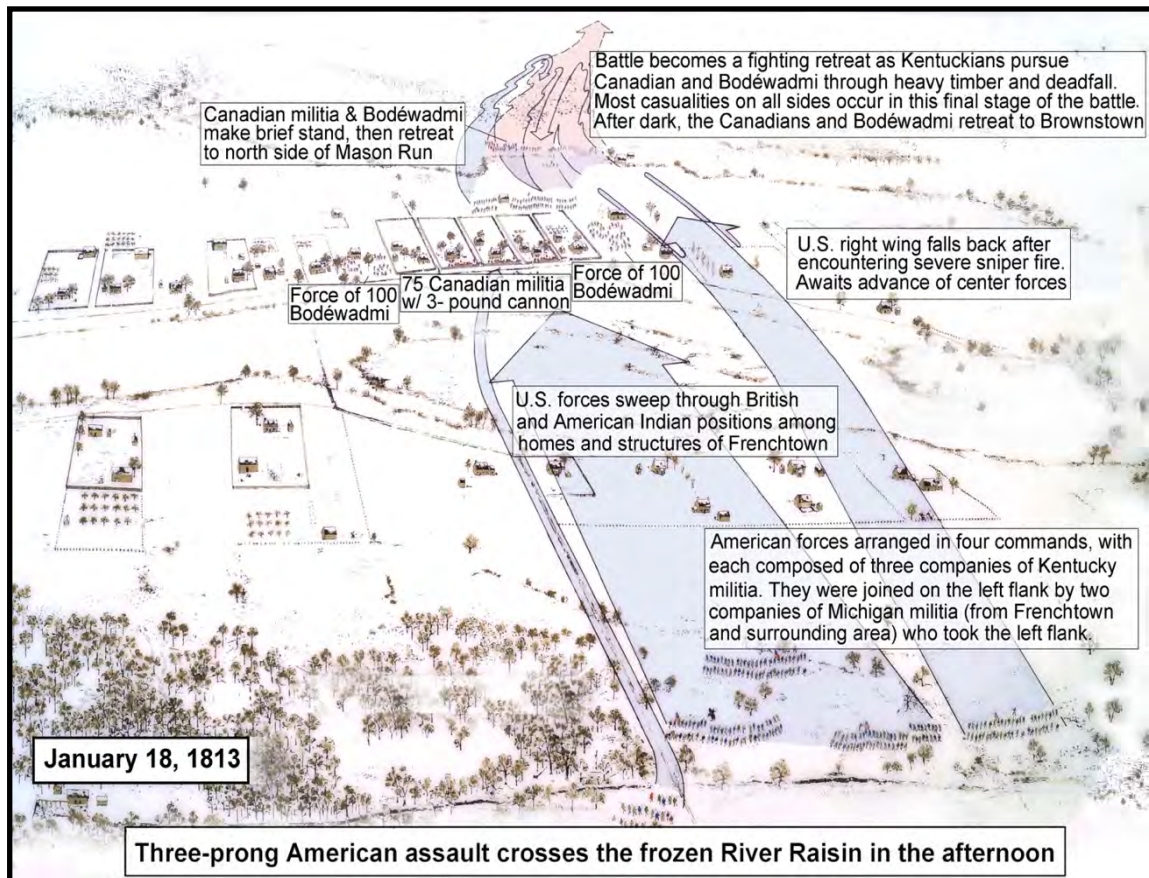 Battle becomes a fighting retreat as Kentuckians pursue
Canadian and Bodéwadmi through heavy timber and deadfall.
Most casualities on all sides occur in this final stage of the battle.
After dark, the Canadians and Bodéwadmi retreat to Brownstown
Canadian militia & Bodéwadmi
make brief stand, then retreat
to north side of Mason Run
U.S. right wing falls back after
encountering severe sniper fire.
Awaits advance of center forces
Force of 100
Bodéwadmi
75 Canadian militia
w/ 3- pound cannon
Force of 100
Bodéwadmi
U.S. forces sweep through British
and American Indian positions among
homes and structures of Frenchtown
American forces arranged in four commands, with
each composed of three companies of Kentucky
militia. They were joined on the left flank by two
companies of Michigan militia (from Frenchtown
and surrounding area) who took the left flank.
January 18, 1813
Three-prong American assault crosses the frozen River Raisin in the afternoon